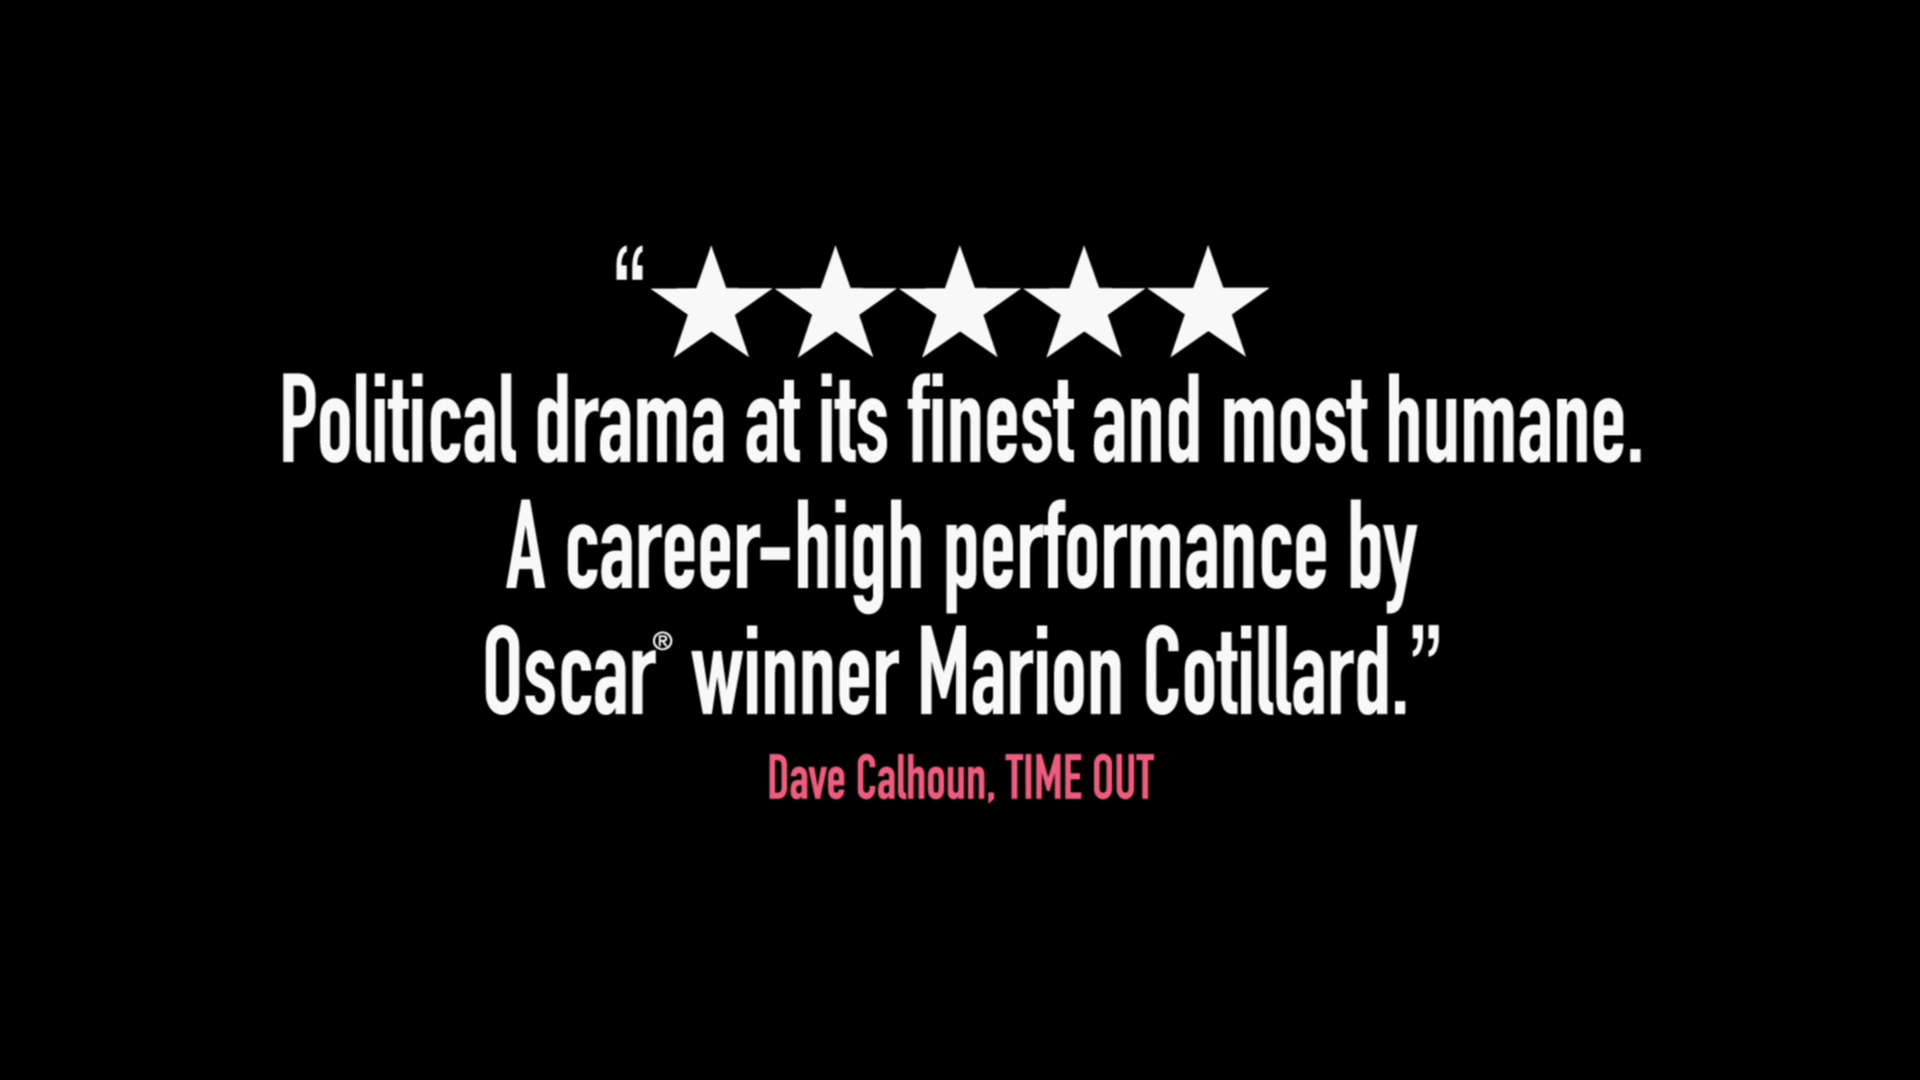 “★★★★★
Political drama at its finest and most humane.
A career-high performance by
Oscar® winner Marion Cotillard.”
Dave Calhoun, TIME OUT